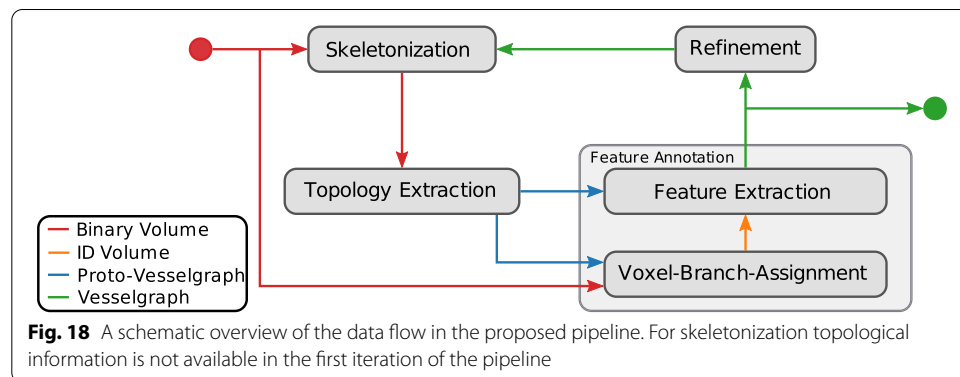 Skeletonization
Refinement
Feature Annotation
Topology Extraction
Feature Extraction
Voxel-Branch-Assignment
Binary Volume
ID Volume
Proto-Vesselgraph
Vesselgraph
Fig. 18 A schematic overview of the data flow in the proposed pipeline. For skeletonization topological
information is not available in the first iteration of the pipeline